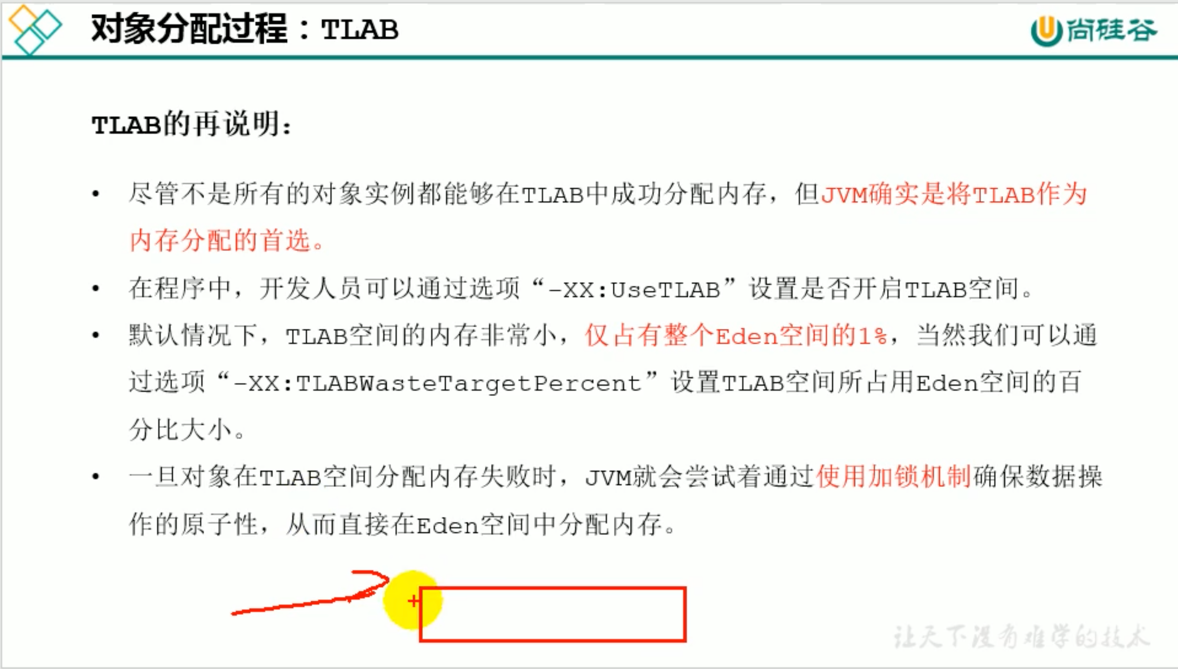 对象分配过程：TLAB
尚硅谷
TLAB的再说明：
• 尽管不是所有的对象实例都能够在TLAB中成功分配内存，但JVM确实是将TLAB作为
内存分配的首选。
• 在程序中，开发人员可以通过选项“-XX:UseTLAB”设置是否开启TLAB空间。
• 默认情况下，TLAB空间的内存非常小，仅占有整个Eden空间的1%，当然我们可以通
过选项“-XX:TLABWasteTargetPercent”设置TLAB空间所占用Eden空间的百
分比大小。
• 一旦对象在TLAB空间分配内存失败时，JVM就会尝试着通过使用加锁机制确保数据操
作的原子性，从而直接在Eden空间中分配内存。
让天下没有难学的技术